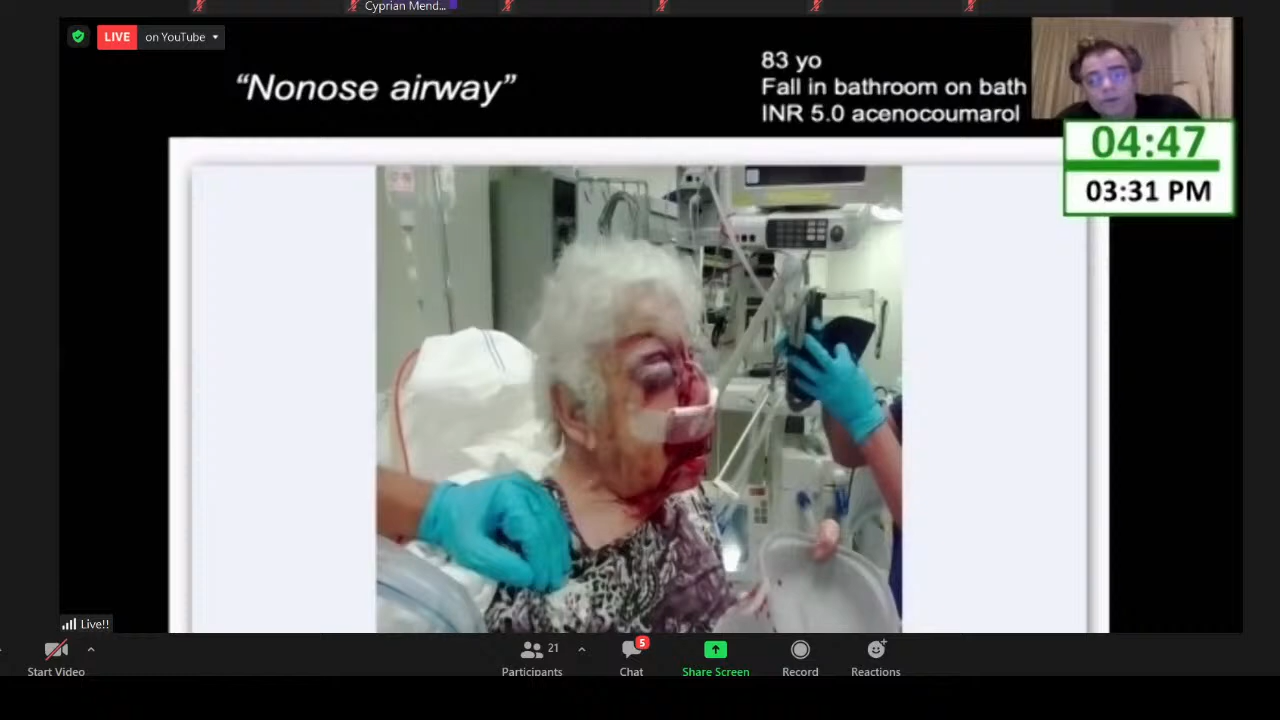 Cyprian Mend...
LIVE on YouTube
“Nonose airway”
83 yo
Fall in bathroom on bath
INR 5.0 acenocoumarol
04:47
03:31 PM
Live!!
Start Video
Participants 21
Chat 5
Share Screen
Record
Reactions